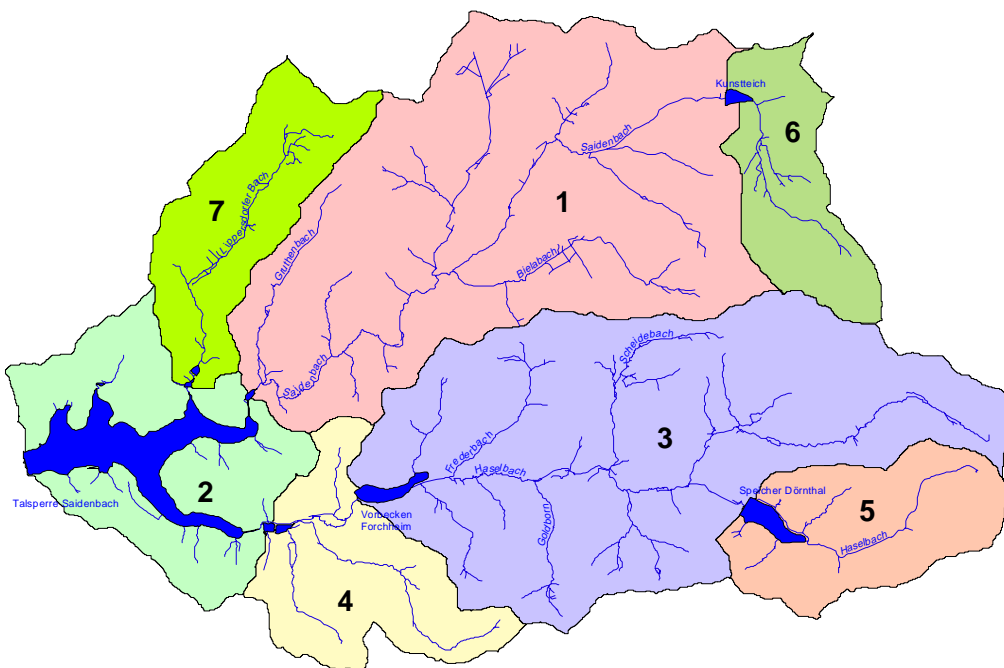 Kunstteich
6
Saidenbach
1
7
Lippersdorfer Bach
Gruthenbach
Bielabach
Saidenbach
Scheidebach
3
Frederbach
Haselbach
2
Talsperre Saidenbach
Vorbecken
Forchheim
Goldborn
Speicher Dörnthal
5
Haselbach
4